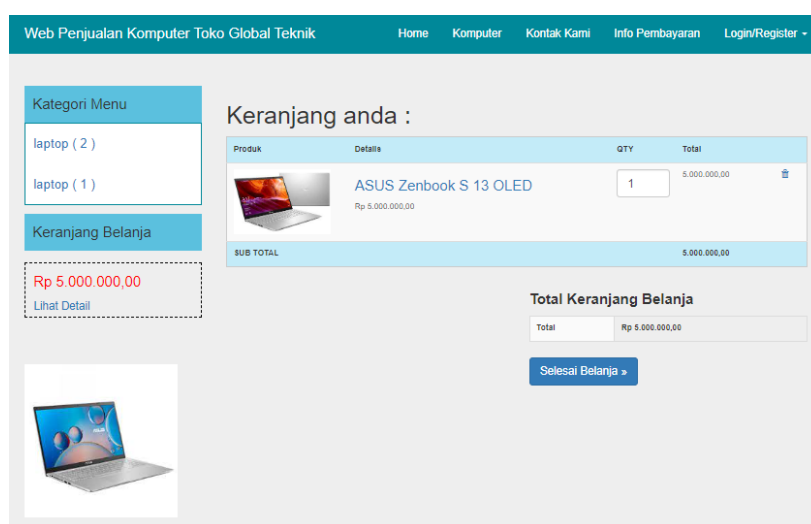 Web Penjualan Komputer Toko Global Teknik
Home Komputer Kontak Kami Info Pembayaran Login/Register
Kategori Menu
laptop ( 2 )
laptop ( 1 )
Keranjang Belanja
Rp 5.000.000,00
Lihat Detail
Keranjang anda :
Produk Details QTY Total
ASUS Zenbook S 13 OLED 1 5.000.000,00
Rp 5.000.000,00
SUB TOTAL 5.000.000,00
Total Keranjang Belanja
Total Rp 5.000.000,00
Selesai Belanja »